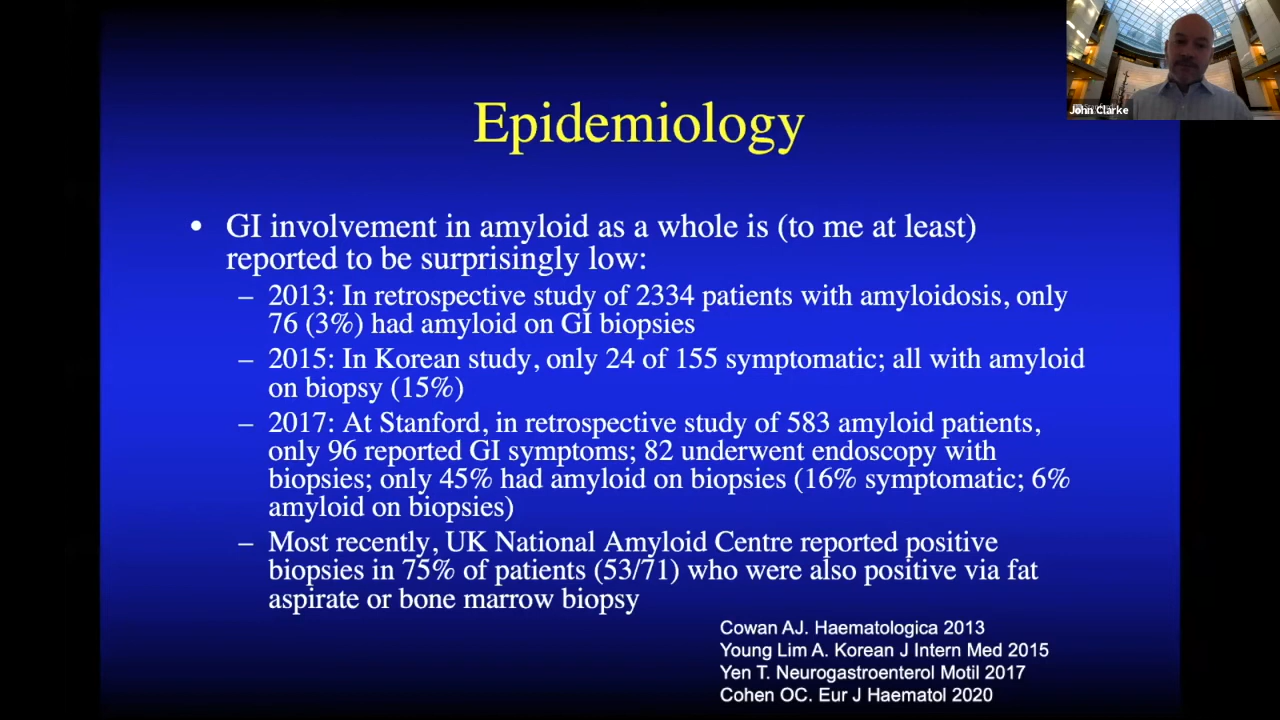 John Clarke
Epidemiology
• GI involvement in amyloid as a whole is (to me at least)
reported to be surprisingly low:
– 2013: In retrospective study of 2334 patients with amyloidosis, only
76 (3%) had amyloid on GI biopsies
– 2015: In Korean study, only 24 of 155 symptomatic; all with amyloid
on biopsy (15%)
– 2017: At Stanford, in retrospective study of 583 amyloid patients,
only 96 reported GI symptoms; 82 underwent endoscopy with
biopsies; only 45% had amyloid on biopsies (16% symptomatic; 6%
amyloid on biopsies)
– Most recently, UK National Amyloid Centre reported positive
biopsies in 75% of patients (53/71) who were also positive via fat
aspirate or bone marrow biopsy
Cowan AJ. Haematologica 2013
Young Lim A. Korean J Intern Med 2015
Yen T. Neurogastroenterol Motil 2017
Cohen OC. Eur J Haematol 2020